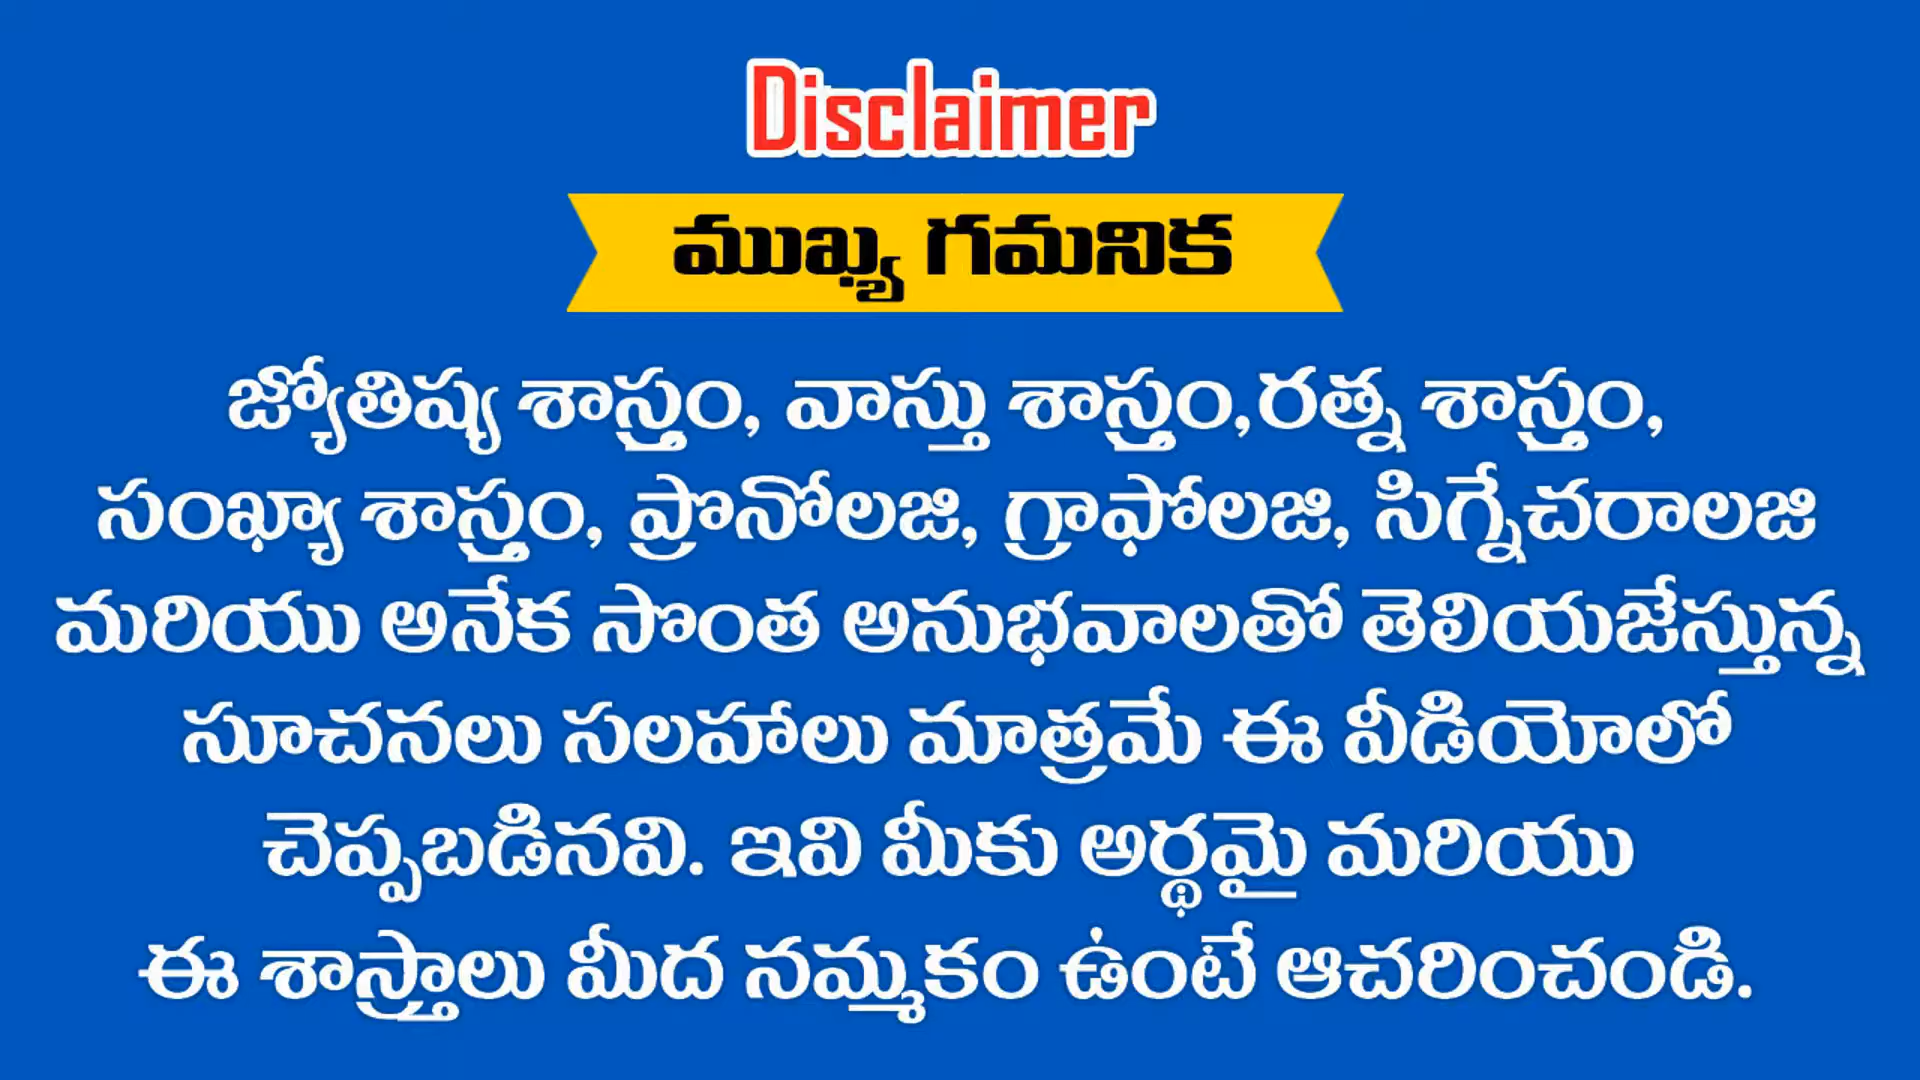 Disclaimer
ముఖ్య గమనిక
జ్యోతిష్య శాస్త్రం, వాస్తు శాస్త్రం,రత్న శాస్త్రం,
సంఖ్యా శాస్త్రం, ప్రొనోలజి, గ్రాఫోలజి, సిగ్నేచరాలజి
మరియు అనేక సొంత అనుభవాలతో తెలియజేస్తున్న
సూచనలు సలహాలు మాత్రమే ఈ వీడియోలో
చెప్పబడినవి. ఇవి మీకు అర్థమై మరియు
ఈ శాస్త్రాలు మీద నమ్మకం ఉంటే ఆచరించండి.